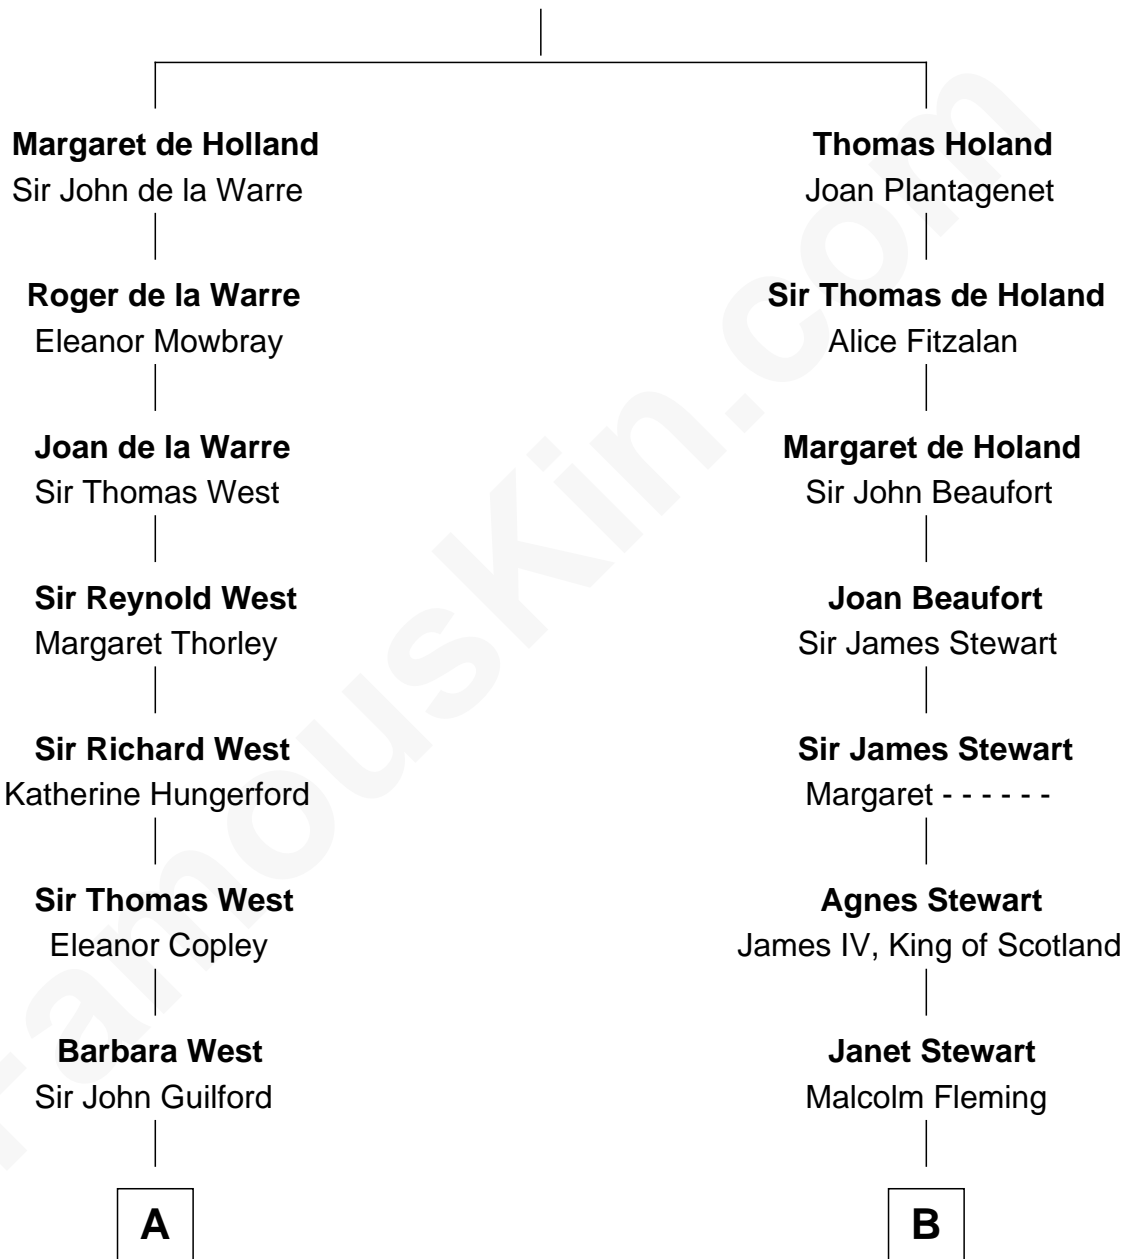 Margaret de Holland
Sir John de la Warre
Thomas Holand
Joan Plantagenet
Roger de la Warre
Eleanor Mowbray
Sir Thomas de Holand
Alice Fitzalan
Joan de la Warre
Sir Thomas West
Margaret de Holand
Sir John Beaufort
Sir Reynold West
Margaret Thorley
Joan Beaufort
Sir James Stewart
Sir Richard West
Katherine Hungerford
Sir James Stewart
Margaret - - - - - -
Sir Thomas West
Eleanor Copley
Agnes Stewart
James IV, King of Scotland
Barbara West
Sir John Guilford
Janet Stewart
Malcolm Fleming
A
B
FamousKin.com